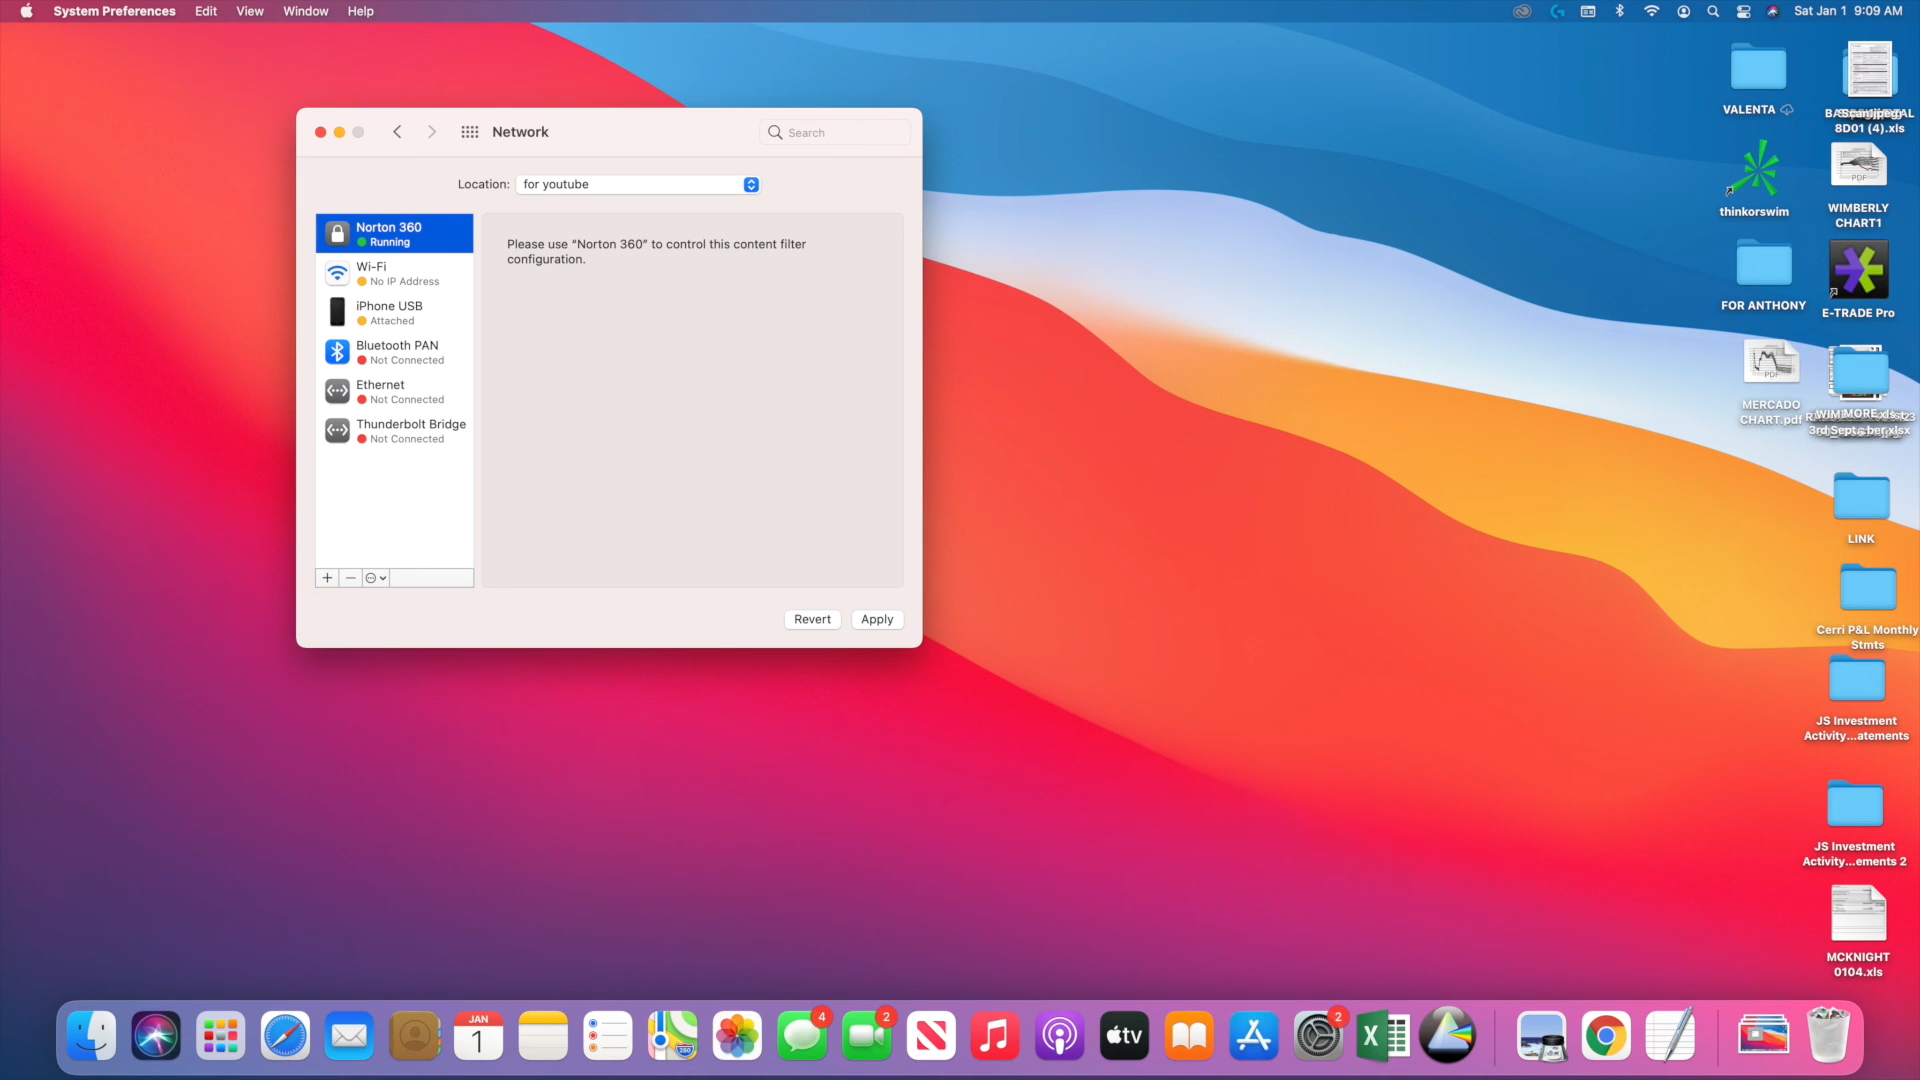 System Preferences Edit View Window Help
Sat Jan 1 9:09 AM
Network
Search
Location: for youtube
Norton 360
Running
Wi-Fi
No IP Address
iPhone USB
Attached
Bluetooth PAN
Not Connected
Ethernet
Not Connected
Thunderbolt Bridge
Not Connected
Please use “Norton 360” to control this content filter
configuration.
Revert
Apply
VALENTA
8D01 (4).xls
thinkorswim
PDF
WIMBERLY
CHART1
FOR ANTHONY
E-TRADE Pro
PDF
MERCADO
CHART.pdf
LINK
Cerri P&L Monthly
Stmts
JS Investment
Activity...atements
JS Investment
Activity...ements 2
MCKNIGHT
0104.xls
JAN
1
280
4
2
tv
2
X